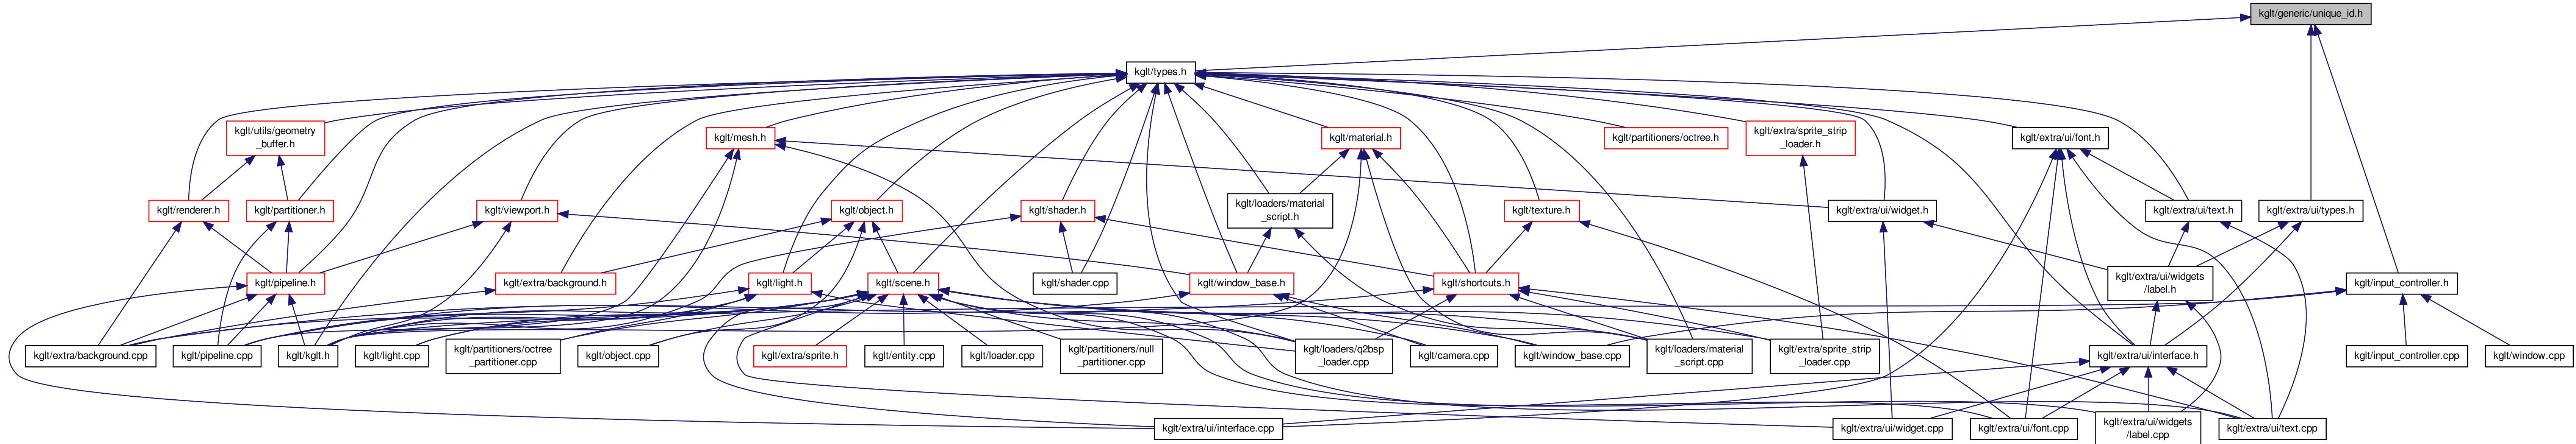 kglt/generic/unique_id.h
kglt/types.h
kglt/utils/geometry
_buffer.h
kglt/mesh.h
kglt/material.h
kglt/partitioners/octree.h
kglt/extra/sprite_strip
_loader.h
kglt/extra/ui/font.h
kglt/renderer.h
kglt/partitioner.h
kglt/viewport.h
kglt/object.h
kglt/shader.h
kglt/loaders/material
_script.h
kglt/texture.h
kglt/extra/ui/widget.h
kglt/extra/ui/text.h
kglt/extra/ui/types.h
kglt/pipeline.h
kglt/extra/background.h
kglt/light.h
kglt/scene.h
kglt/shader.cpp
kglt/window_base.h
kglt/shortcuts.h
kglt/extra/ui/widgets
/label.h
kglt/input_controller.h
kglt/extra/background.cpp
kglt/pipeline.cpp
kglt/kglt.h
kglt/light.cpp
kglt/partitioners/octree
_partitioner.cpp
kglt/object.cpp
kglt/extra/sprite.h
kglt/entity.cpp
kglt/loader.cpp
kglt/partitioners/null
_partitioner.cpp
kglt/loaders/q2bsp
_loader.cpp
kglt/camera.cpp
kglt/window_base.cpp
kglt/loaders/material
_script.cpp
kglt/extra/sprite_strip
_loader.cpp
kglt/extra/ui/interface.h
kglt/input_controller.cpp
kglt/window.cpp
kglt/extra/ui/interface.cpp
kglt/extra/ui/widget.cpp
kglt/extra/ui/font.cpp
kglt/extra/ui/widgets
/label.cpp
kglt/extra/ui/text.cpp